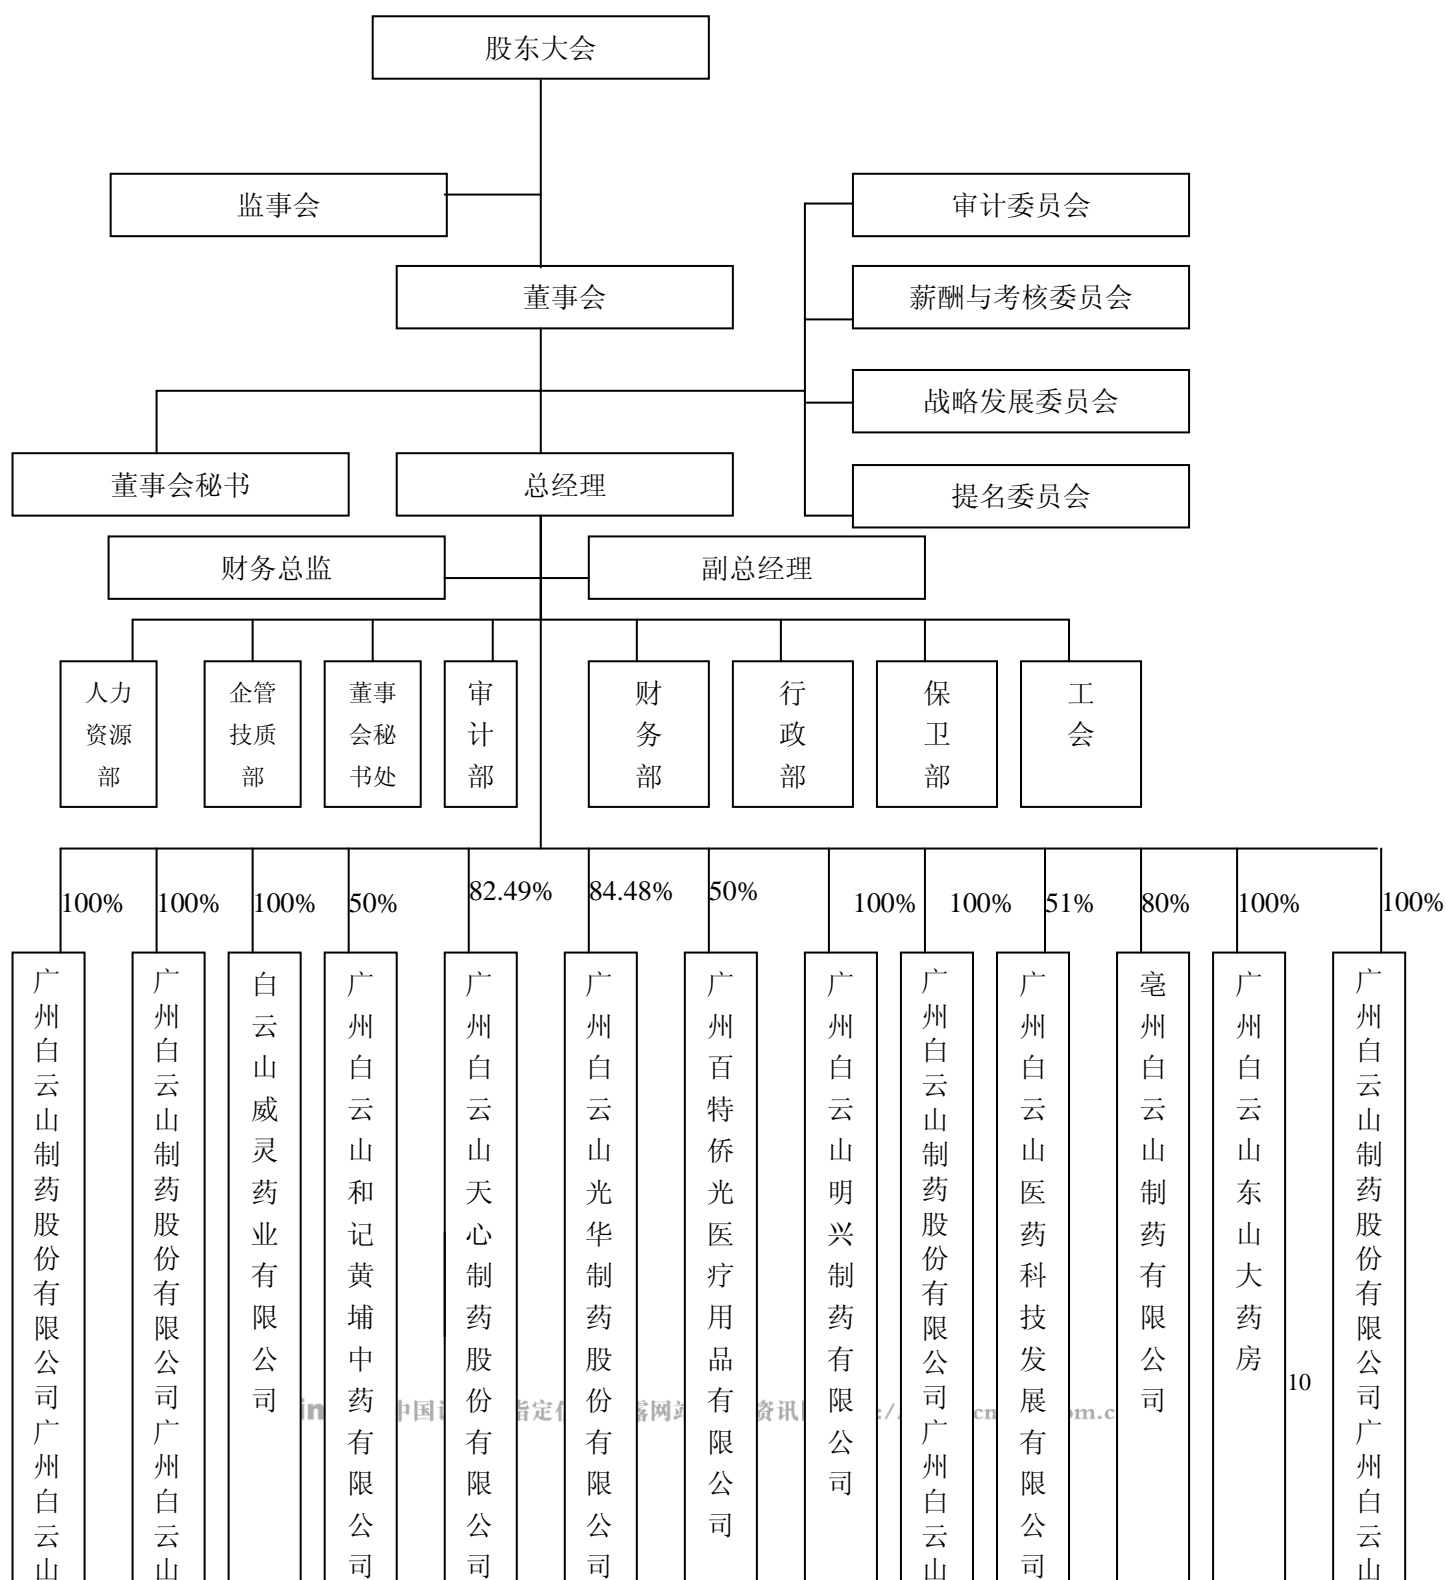 股东大会
监事会
审计委员会
董事会
薪酬与考核委员会
战略发展委员会
董事会秘书
总经理
提名委员会
财务总监
副总经理
人力
资源
部
企管
技质
部
董事
会秘
书处
审计部
财务部
行政部
保卫部
工会
100%
100%
100%
50%
82.49%
84.48%
50%
100%
100%
51%
80%
100%
100%
广州白云山制药股份有限公司广州白云山
广州白云山制药股份有限公司广州白云山
白云山威灵药业有限公司
广州白云山和记黄埔中药有限公司
广州白云山天心制药股份有限公司
广州白云山光华制药股份有限公司
广州百特侨光医疗用品有限公司
广州白云山明兴制药有限公司
广州白云山制药股份有限公司广州白云山
广州白云山医药科技发展有限公司
亳州白云山制药有限公司
广州白云山东山大药房
广州白云山制药股份有限公司广州白云山
10
中国
指定
露网
资讯